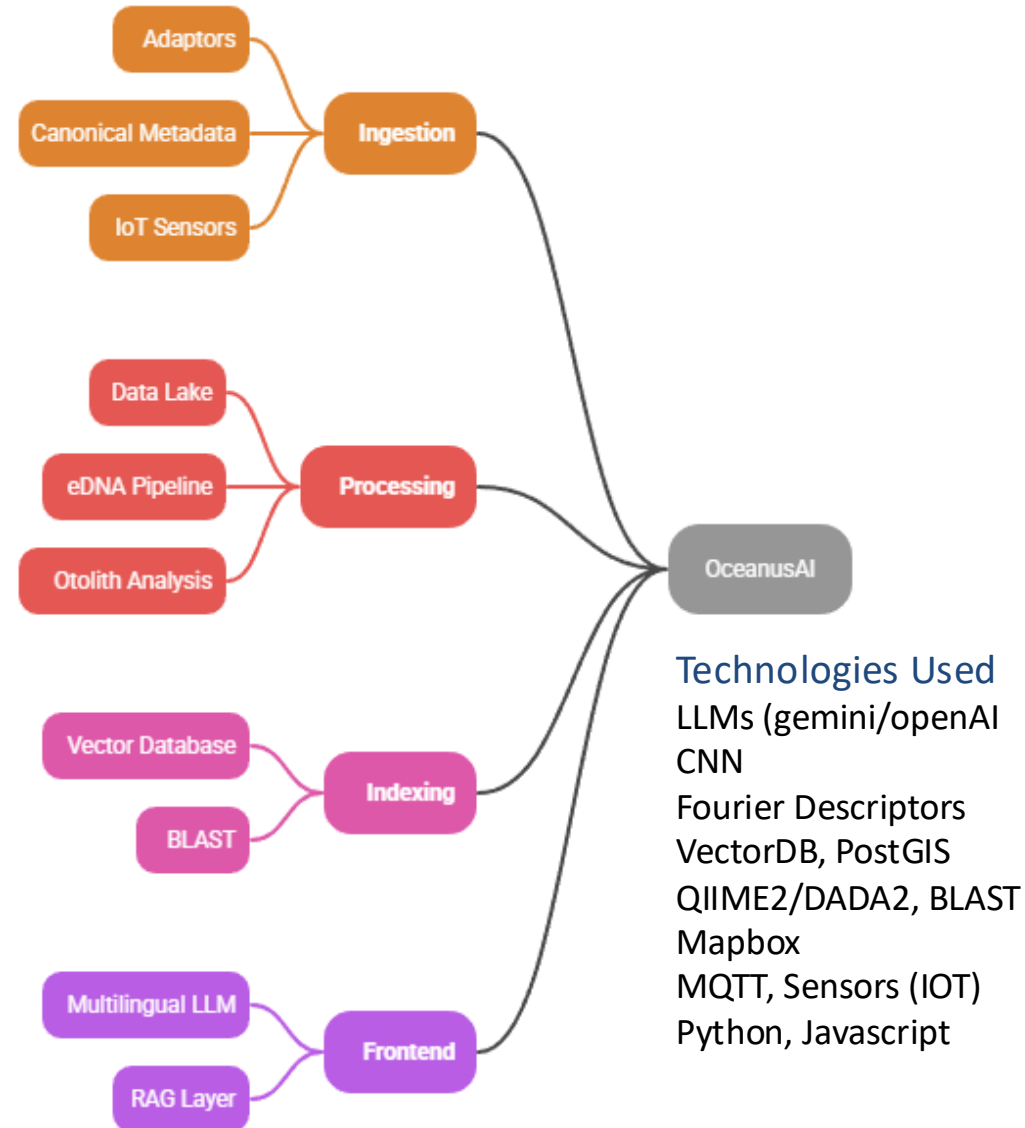 Adaptors
Canonical Metadata
IoT Sensors
Ingestion
Data Lake
eDNA Pipeline
Otolith Analysis
Processing
Vector Database
BLAST
Indexing
Multilingual LLM
RAG Layer
Frontend
OceanusAI
Technologies Used
LLMs (gemini/openAI
CNN
Fourier Descriptors
VectorDB, PostGIS
QIIME2/DADA2, BLAST
Mapbox
MQTT, Sensors (IOT)
Python, Javascript